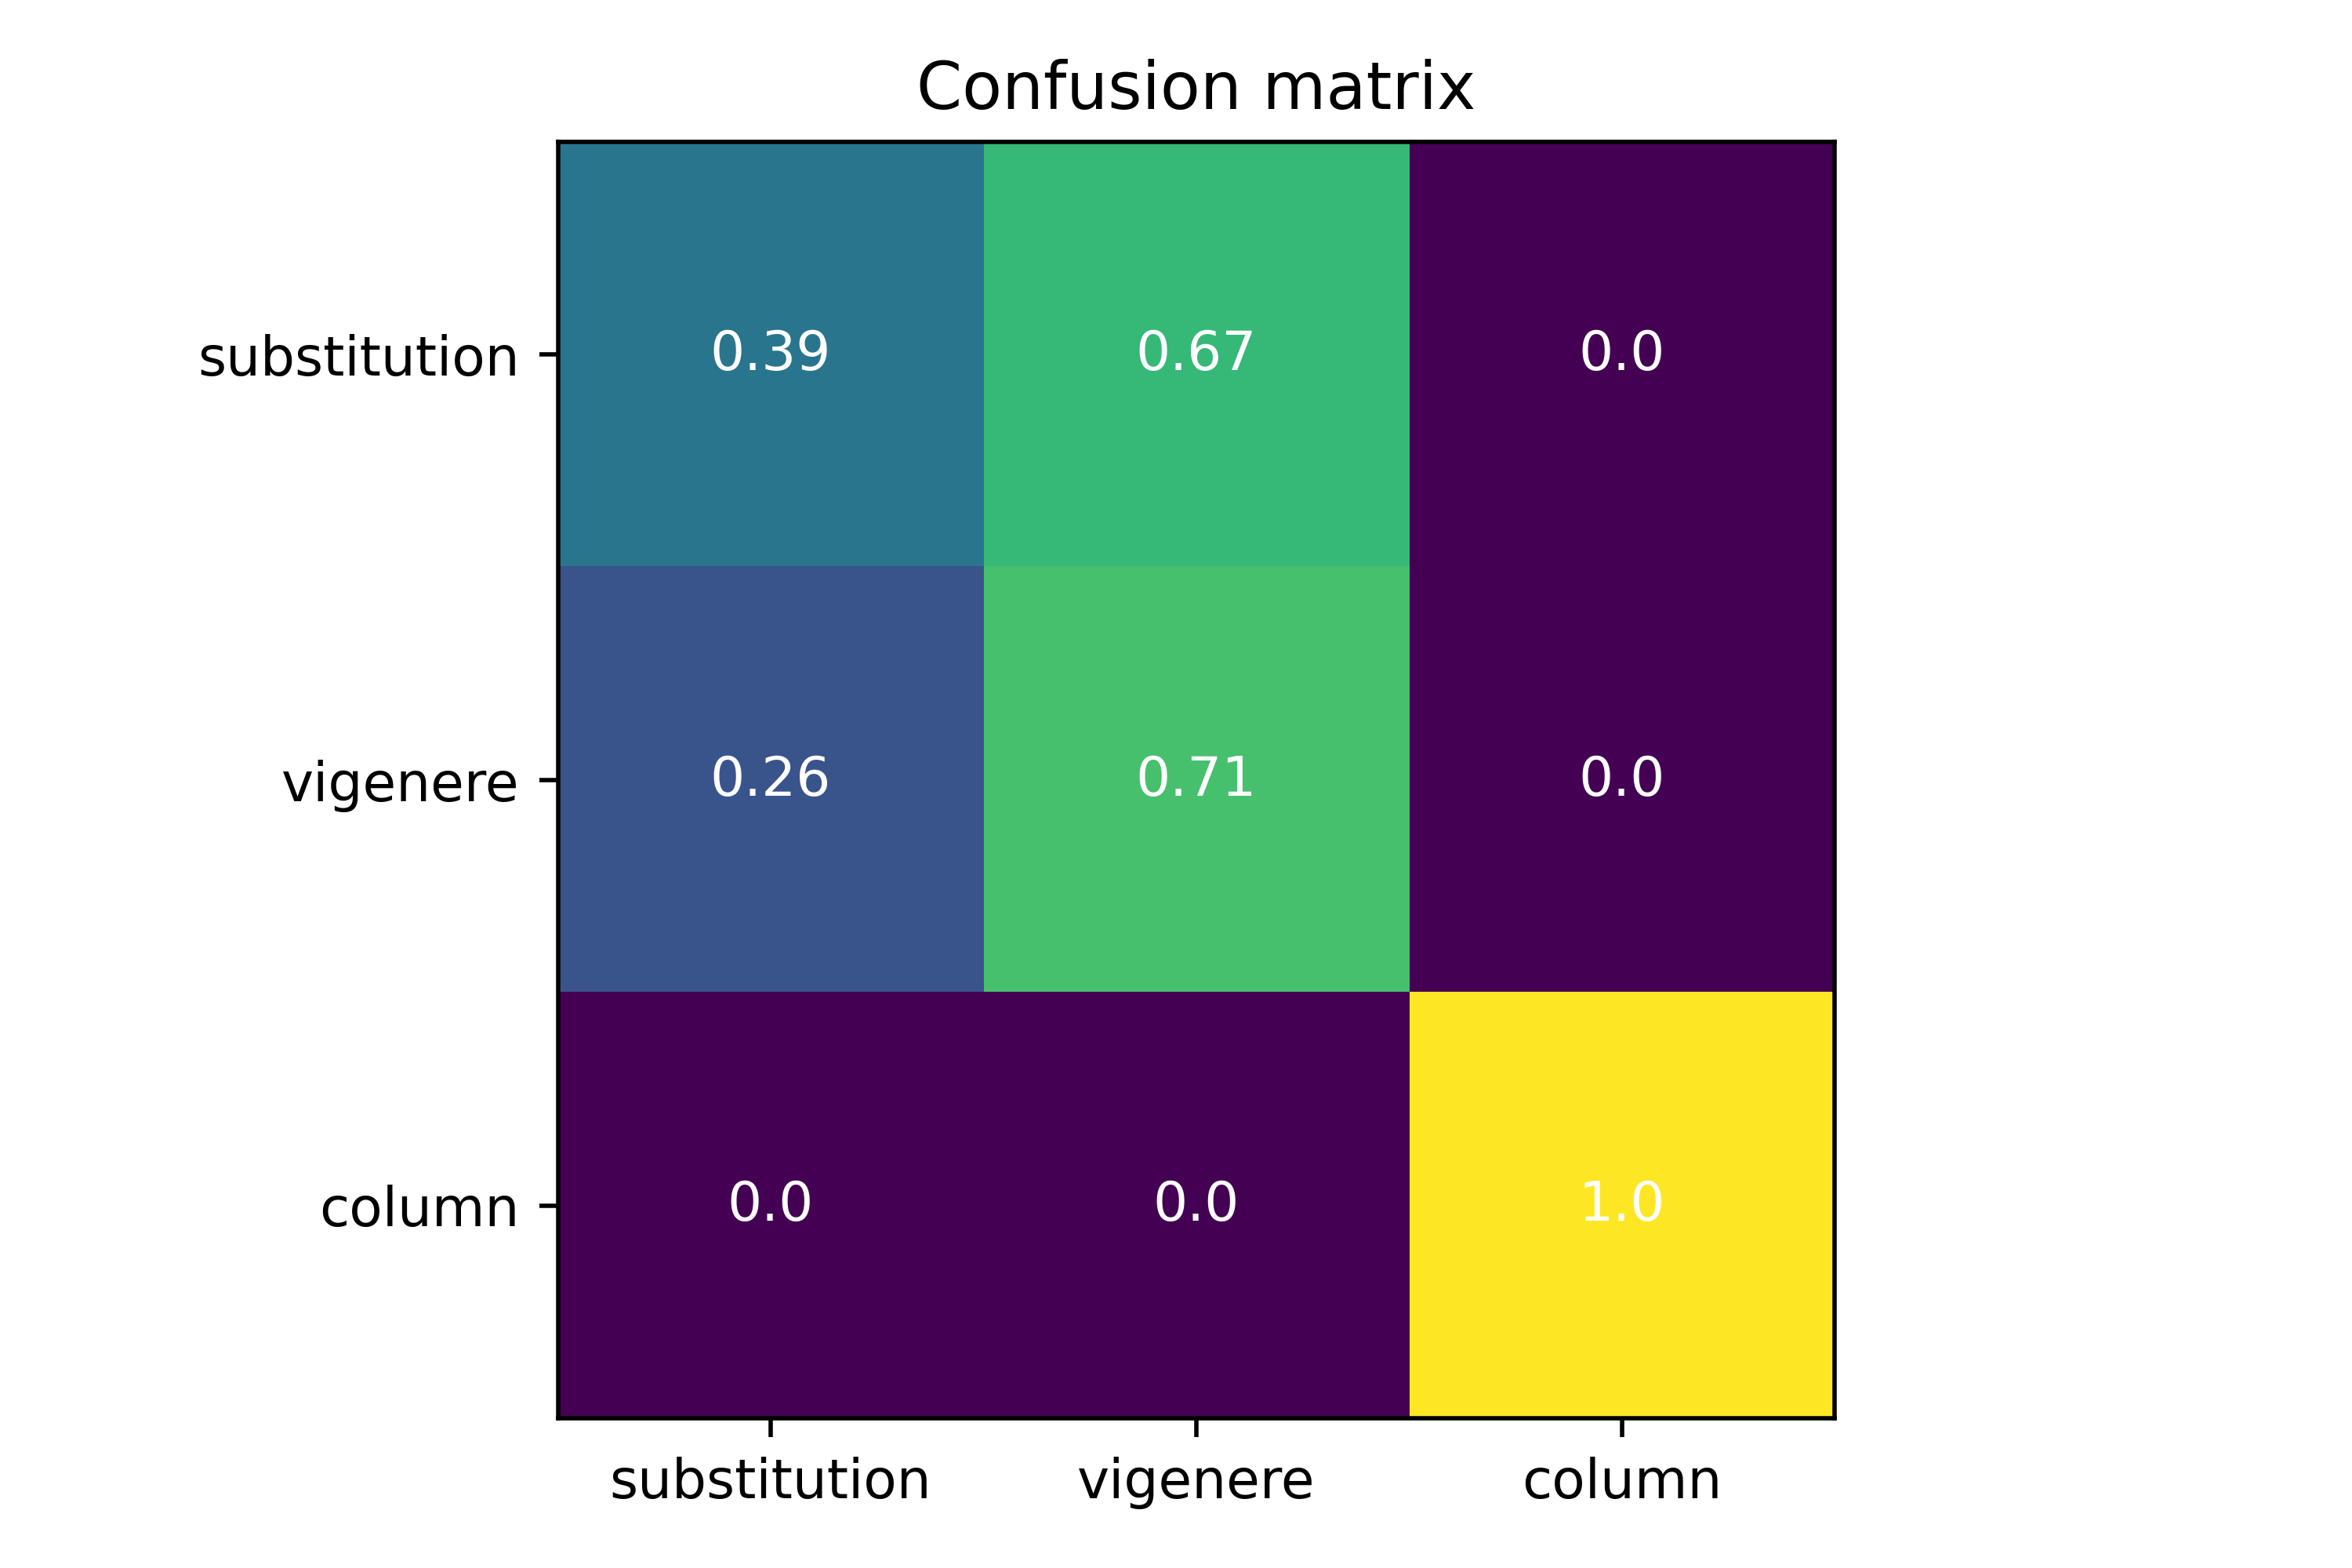 Confusion matrix
substitution 0.39 0.67 0.0
vigenere 0.26 0.71 0.0
column 0.0 0.0 1.0
substitution vigenere column